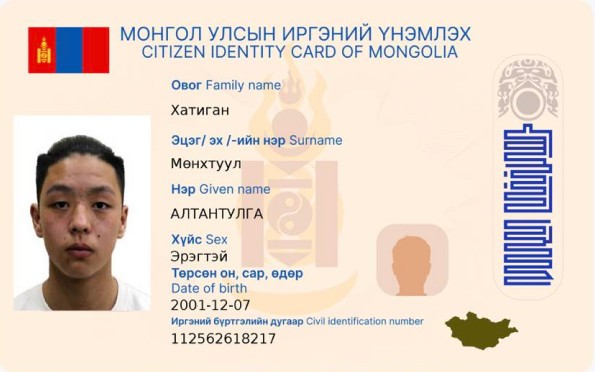 МОНГОЛ УЛСЫН ИРГЭНИЙ ҮНЭМЛЭХ
CITIZEN IDENTITY CARD OF MONGOLIA
Овог Family name
Хатиган
Эцэг/ эх /-ийн нэр Surname
Мөнхтуул
Нэр Given name
АЛТАНТУЛГА
Хүйс Sex
Эрэгтэй
Төрсөн он, сар, өдөр
Date of birth
2001-12-07
Иргэний бүртгэлийн дугаар Civil identification number
112562618217